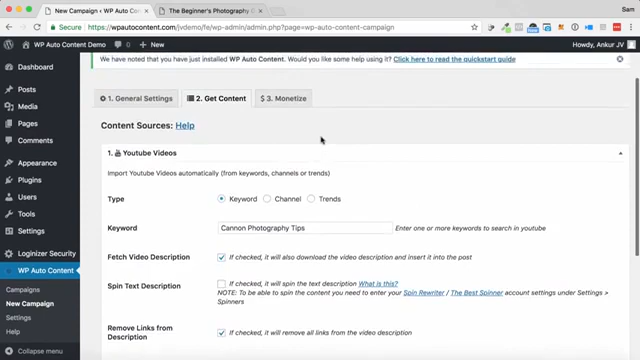 New Campaign < WP Auto Conte
The Beginner's Photography G
Sam
https://wpautocontent.com/jvdemo/fe/wp-admin/admin.php?page=wp-auto-content-campaign
WP Auto Content Demo
0
New
Howdy, Ankur JV
We have noted that you have just installed WP Auto Content. Would you like some help using it? Click here to read the quickstart guide
Dashboard
Posts
Media
Pages
Comments
Appearance
Plugins
Users
Tools
Settings
Loginizer Security
WP Auto Content
Campaigns
New Campaign
Settings
Help
Collapse menu
1. General Settings
2. Get Content
$ 3. Monetize
Content Sources: Help
1. Youtube Videos
Import Youtube Videos automatically (from keywords, channels or trends)
Type Keyword Channel Trends
Keyword Cannon Photography Tips Enter one or more keywords to search in youtube
Fetch Video Description If checked, it will also download the video description and insert it into the post
Spin Text Description If checked, it will spin the text description What is this?
NOTE: To be able to spin the content you need to enter your Spin Rewriter / The Best Spinner account settings under Settings >
Spinners
Remove Links from If checked, it will remove all links from the video description
Description